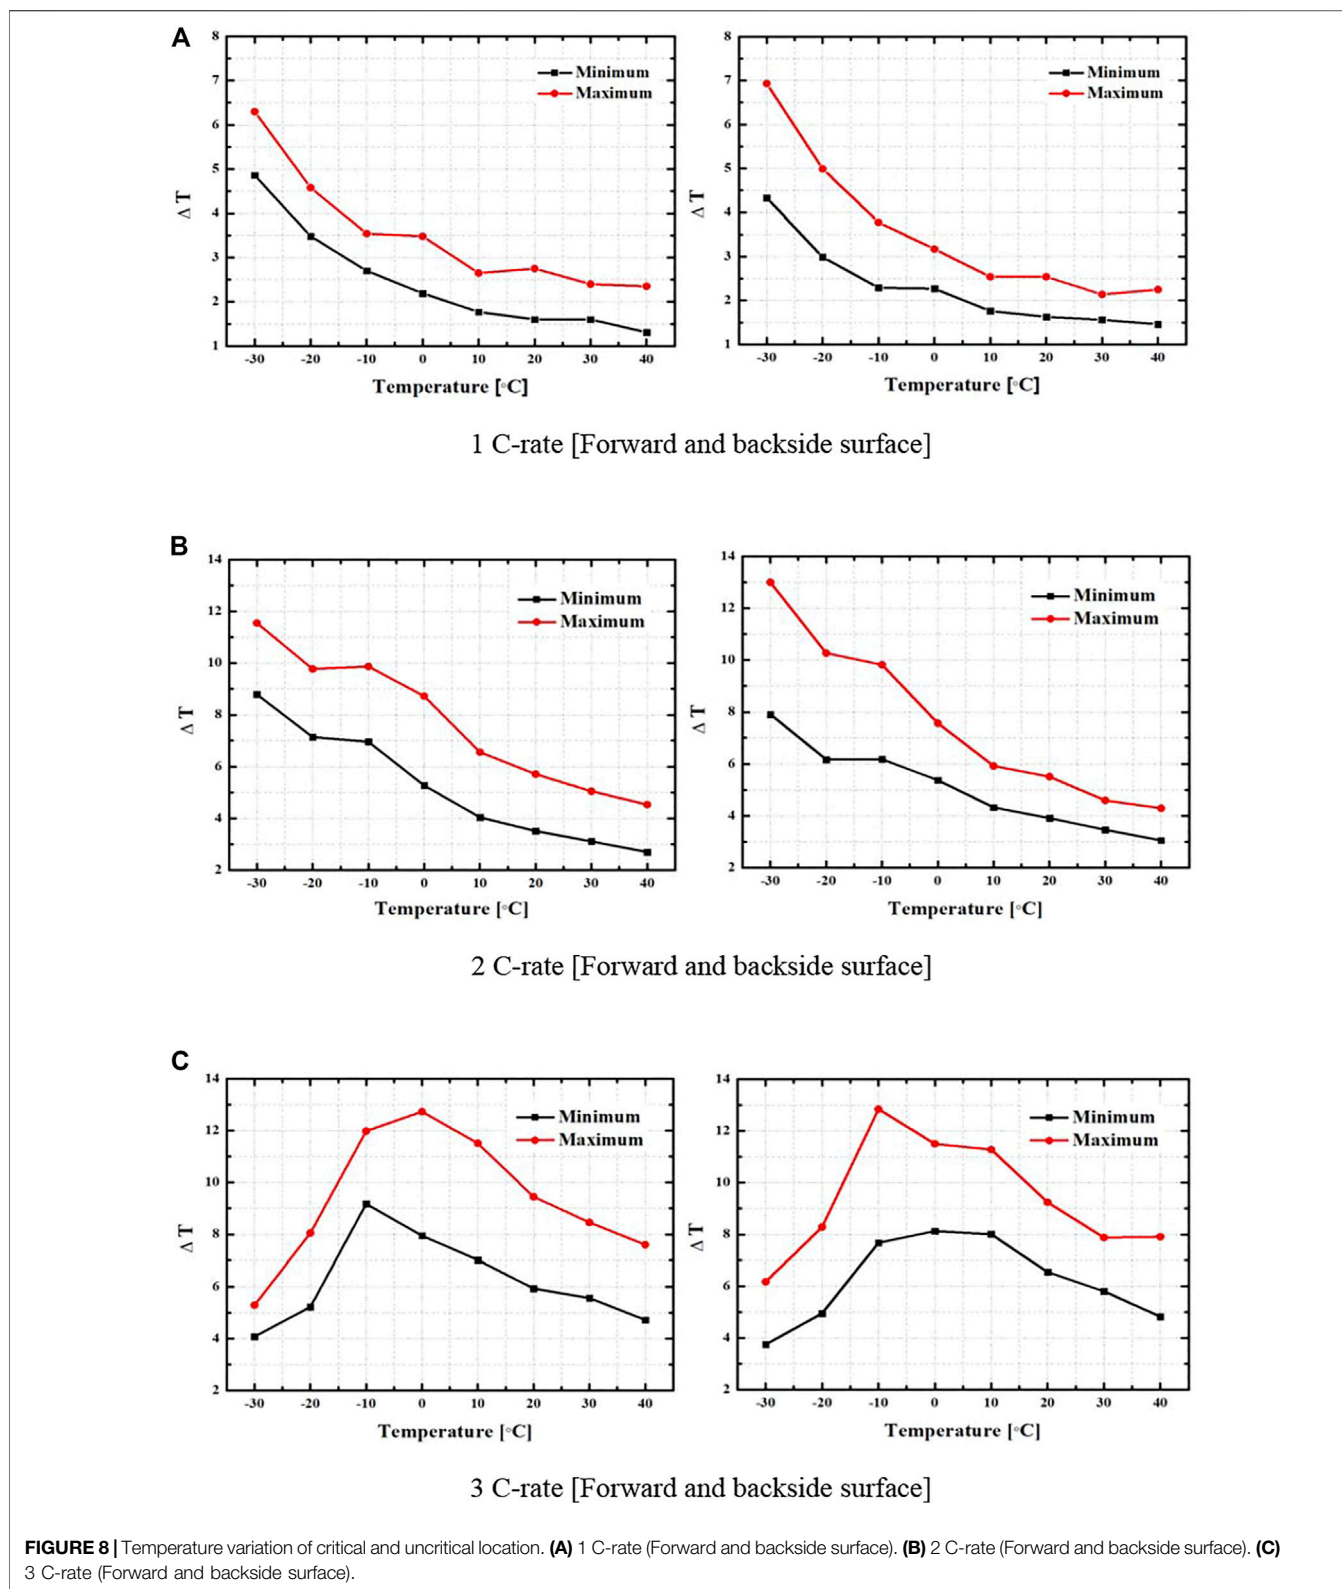 A
8
7
6
5
4
3
2
1
Δ T
Minimum
Maximum
-30 -20 -10 0 10 20 30 40
Temperature [°C]
8
7
6
5
4
3
2
1
Δ T
Minimum
Maximum
-30 -20 -10 0 10 20 30 40
Temperature [°C]
1 C-rate [Forward and backside surface]
B
14
12
10
8
6
4
2
Δ T
Minimum
Maximum
-30 -20 -10 0 10 20 30 40
Temperature [°C]
14
12
10
8
6
4
2
Δ T
Minimum
Maximum
-30 -20 -10 0 10 20 30 40
Temperature [°C]
2 C-rate [Forward and backside surface]
C
14
12
10
8
6
4
2
Δ T
Minimum
Maximum
-30 -20 -10 0 10 20 30 40
Temperature [°C]
14
12
10
8
6
4
2
Δ T
Minimum
Maximum
-30 -20 -10 0 10 20 30 40
Temperature [°C]
3 C-rate [Forward and backside surface]
FIGURE 8 | Temperature variation of critical and uncritical location. (A) 1 C-rate (Forward and backside surface). (B) 2 C-rate (Forward and backside surface). (C)
3 C-rate (Forward and backside surface).